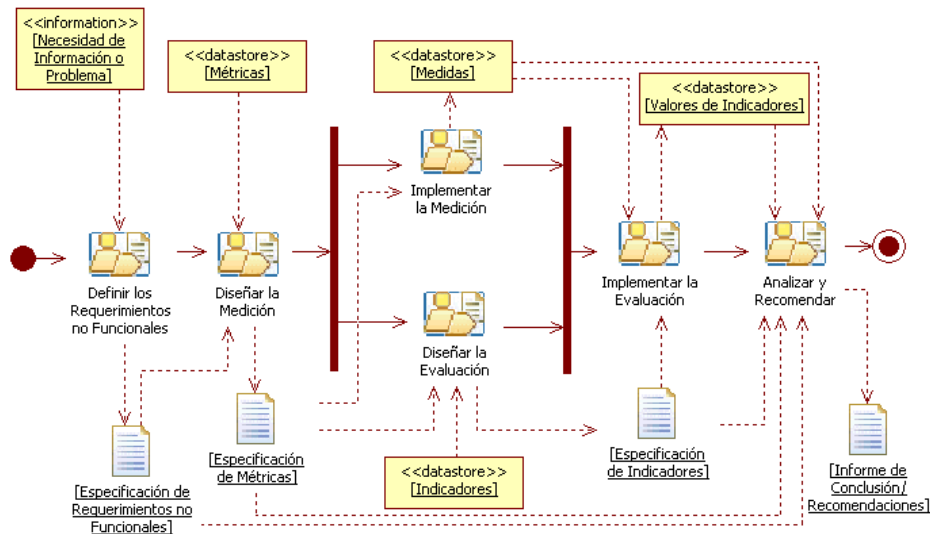 <<information>>
[Necesidad de
Información o
Problema]
<<datastore>>
[Métricas]
<<datastore>>
[Medidas]
<<datastore>>
[Valores de Indicadores]
Implementar
la Medición
Definir los
Requerimientos
no Funcionales
Diseñar la
Medición
Implementar la
Evaluación
Analizar y
Recomendar
Diseñar la
Evaluación
[Especificación de
Requerimientos no
Funcionales]
[Especificación
de Métricas]
<<datastore>>
[Indicadores]
[Especificación
de Indicadores]
[Informe de
Conclusión/
Recomendaciones]